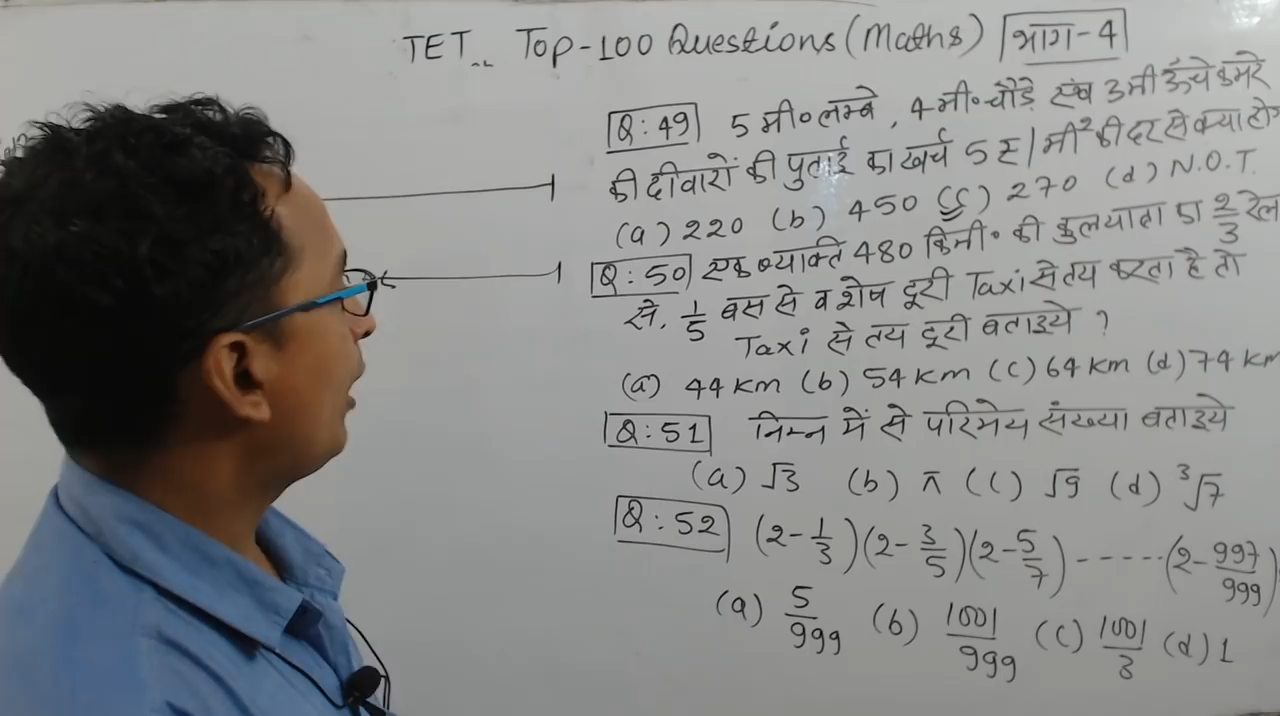 TET.. Top-100 Questions (Maths) भाग-4
Q:49 5 मी० लम्बे, 4 मी० चौड़े एवं 3 मी ऊँचे कमरे
की दीवारों की पुताई का खर्च 5 रु/मी² की दर से क्या
(a) 220 (b) 450 (c) 270 (d) N.O.T.
Q:50 एक व्यक्ति 480 किमी० की कुल यात्रा का 2/3 रेल
से, 1/5 बस से व शेष दूरी Taxi से तय करता है तो
Taxi से तय दूरी बताइये ?
(a) 44 km (b) 54 km (c) 64 km (d) 74 km
Q:51 निम्न में से परिमेय संख्या बताइये
(a) √3 (b) π (c) √9 (d) ³√7
Q:52 (2-1/3)(2-3/5)(2-5/7)-----(2-997/999)
(a) 5/999 (b) 1001/999 (c) 1001/3 (d) 1